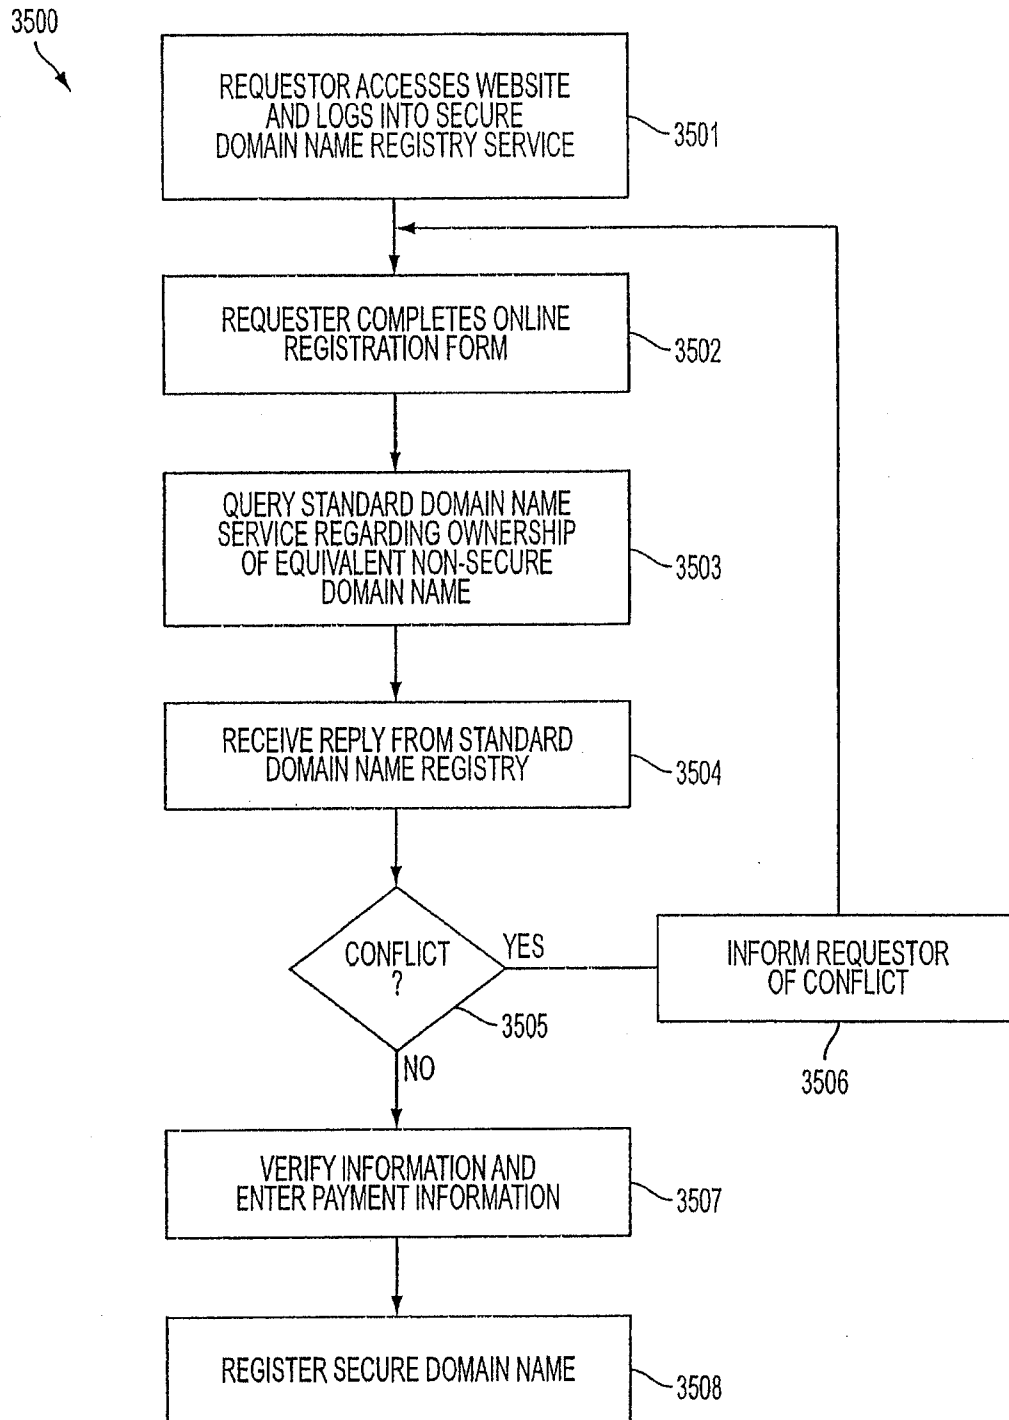 3500
REQUESTOR ACCESSES WEBSITE
AND LOGS INTO SECURE
DOMAIN NAME REGISTRY SERVICE
3501
REQUESTER COMPLETES ONLINE
REGISTRATION FORM
3502
QUERY STANDARD DOMAIN NAME
SERVICE REGARDING OWNERSHIP
OF EQUIVALENT NON-SECURE
DOMAIN NAME
3503
RECEIVE REPLY FROM STANDARD
DOMAIN NAME REGISTRY
3504
CONFLICT
?
YES
3505
INFORM REQUESTOR
OF CONFLICT
3506
NO
VERIFY INFORMATION AND
ENTER PAYMENT INFORMATION
3507
REGISTER SECURE DOMAIN NAME
3508